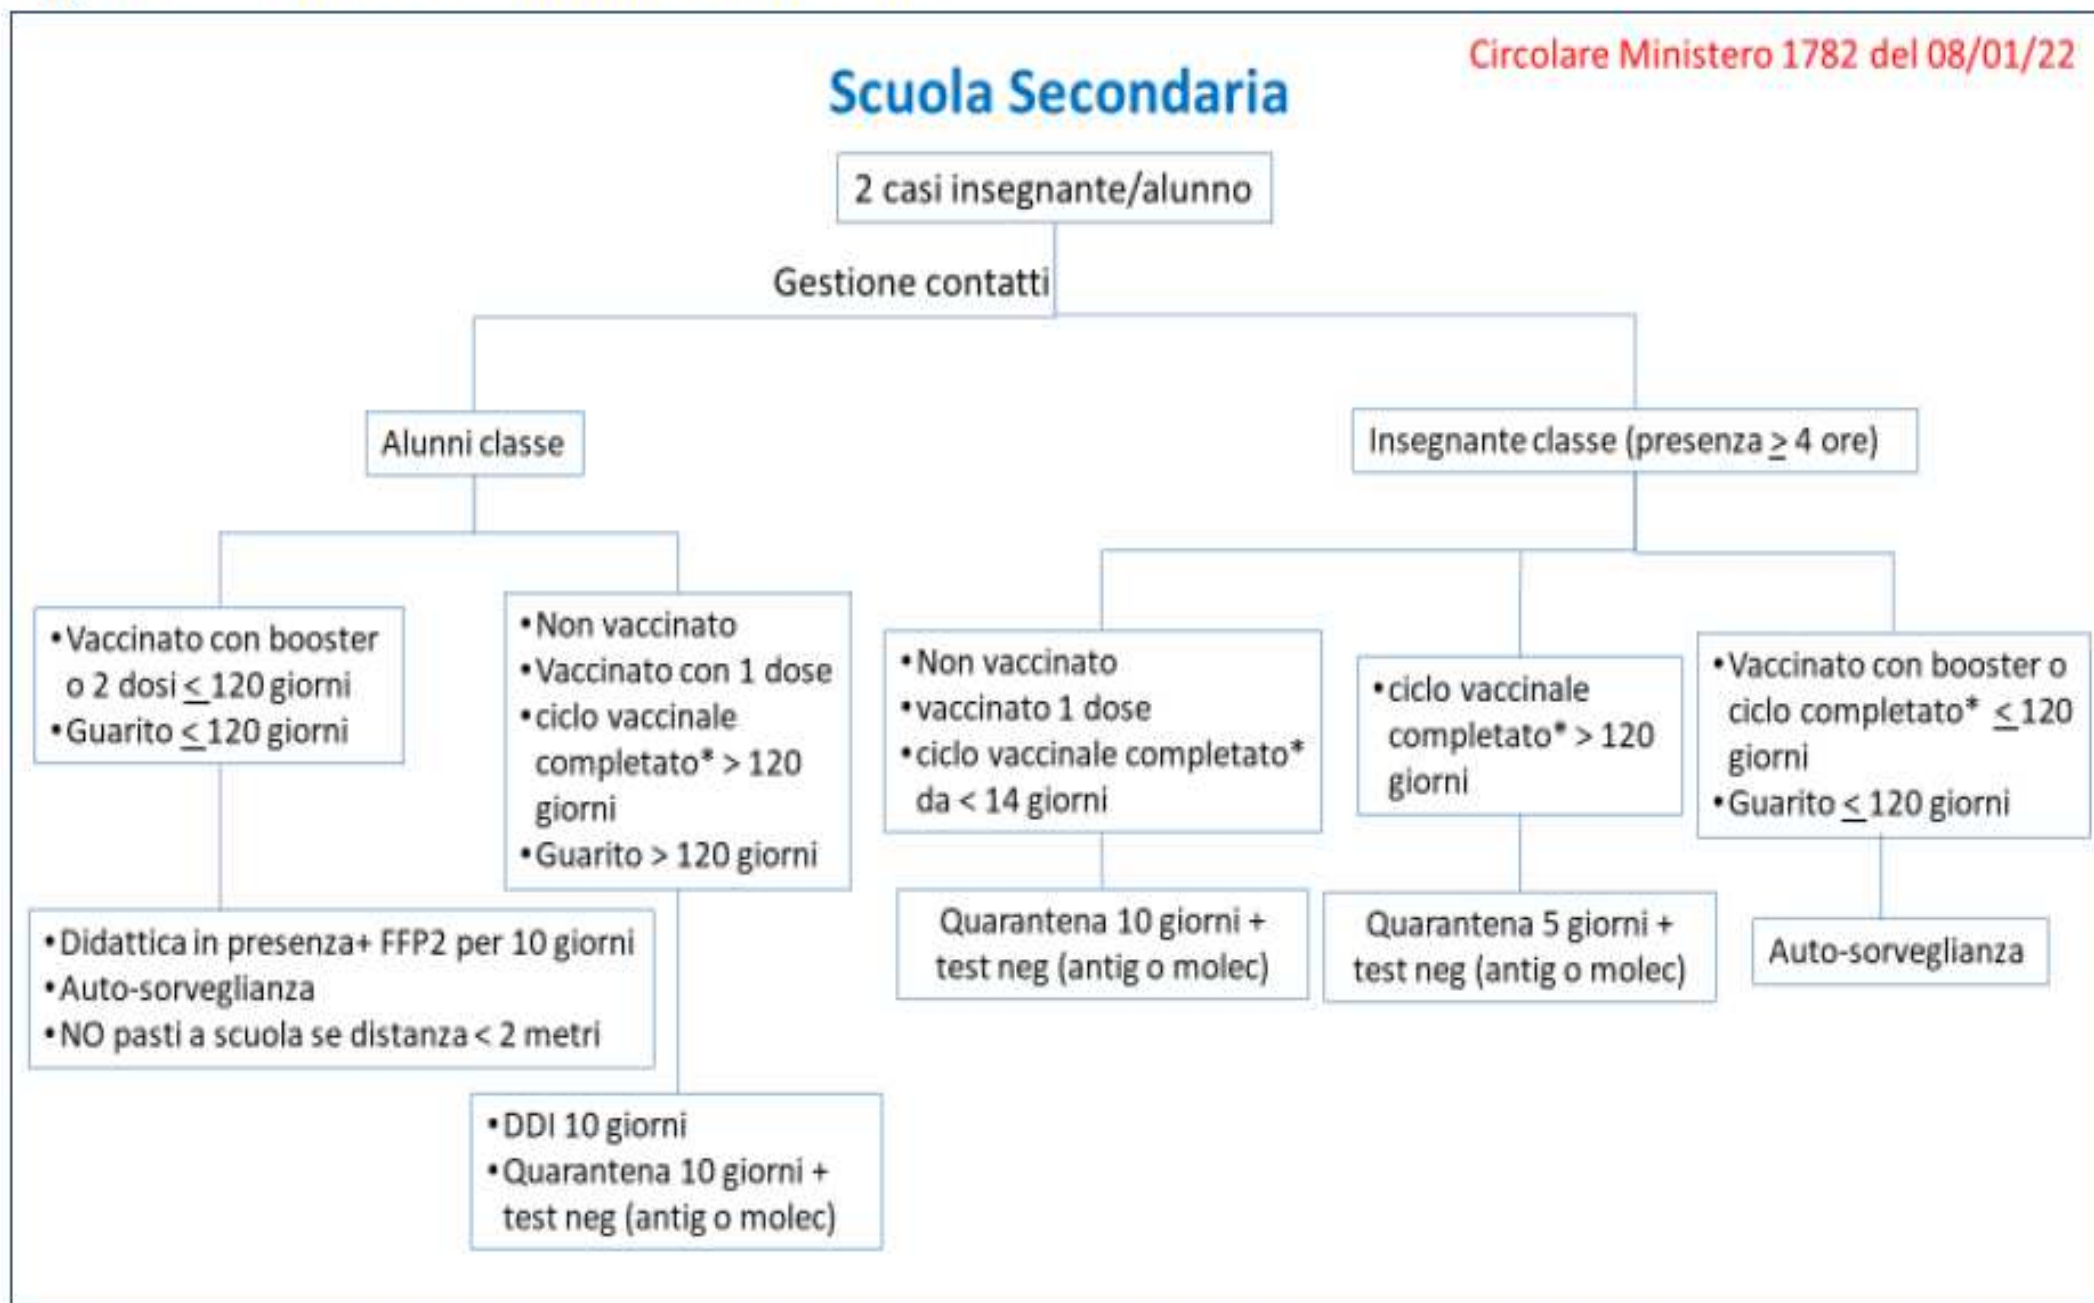 Circolare Ministero 1782 del 08/01/22
Scuola Secondaria
2 casi insegnante/alunno
Gestione contatti
Alunni classe
Insegnante classe (presenza ≥ 4 ore)
•Vaccinato con booster
o 2 dosi ≤ 120 giorni
•Guarito ≤ 120 giorni
•Non vaccinato
•Vaccinato con 1 dose
•ciclo vaccinale
completato* > 120
giorni
•Guarito > 120 giorni
•Non vaccinato
•vaccinato 1 dose
•ciclo vaccinale completato*
da < 14 giorni
•ciclo vaccinale
completato* > 120
giorni
•Vaccinato con booster o
ciclo completato* ≤ 120
giorni
•Guarito ≤ 120 giorni
•Didattica in presenza+ FFP2 per 10 giorni
•Auto-sorveglianza
•NO pasti a scuola se distanza < 2 metri
•DDI 10 giorni
•Quarantena 10 giorni +
test neg (antig o molec)
Quarantena 10 giorni +
test neg (antig o molec)
Quarantena 5 giorni +
test neg (antig o molec)
Auto-sorveglianza